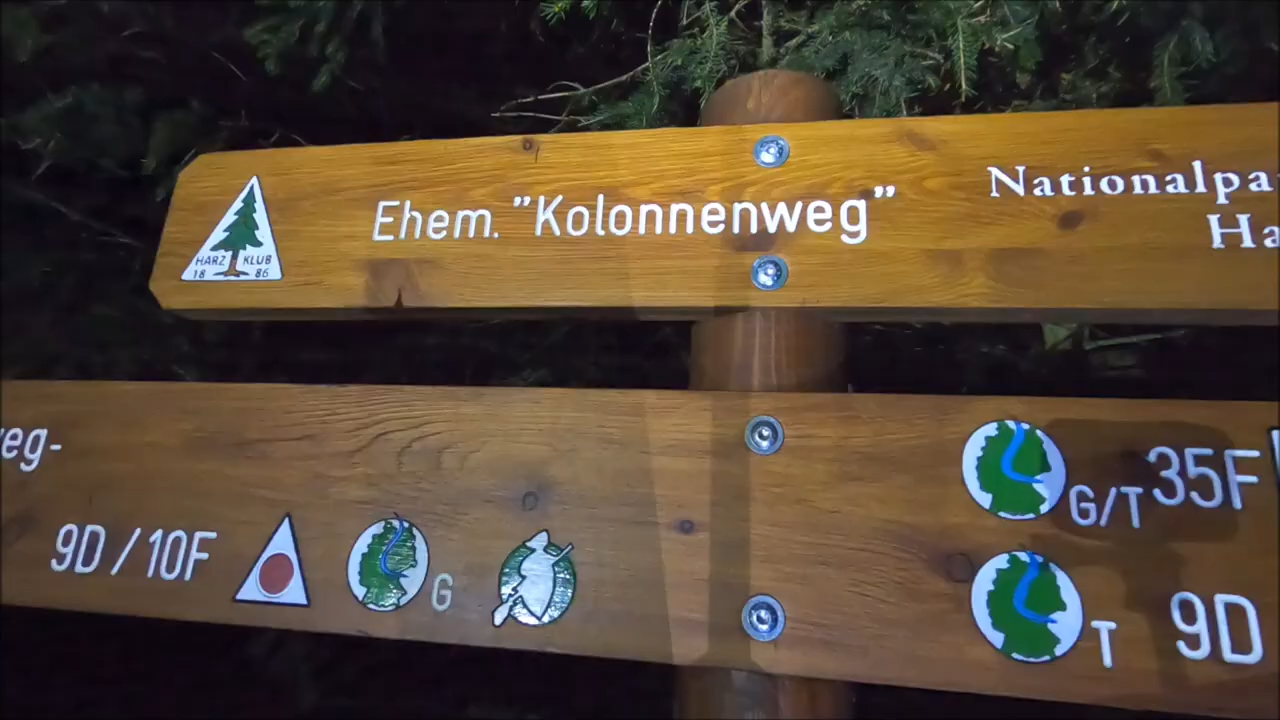 HARZ KLUB
18 86
Ehem. "Kolonnenweg"
Nationalpa
Ha
eg-
9D / 10F
G
G/T 35F
T 9D